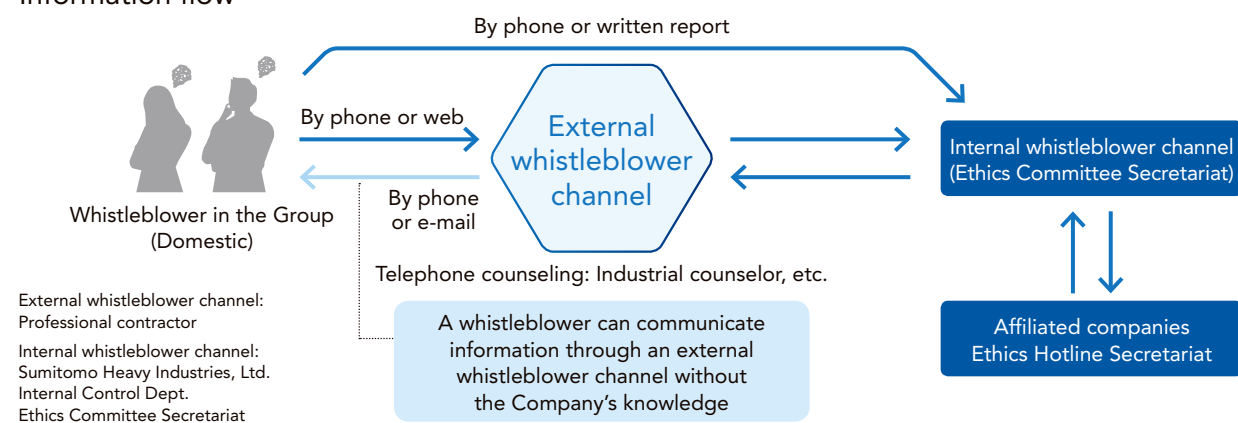 Information flow
By phone or written report
By phone or web
External
whistleblower
channel
By phone
or e-mail
Internal whistleblower channel
(Ethics Committee Secretariat)
Whistleblower in the Group
(Domestic)
Telephone counseling: Industrial counselor, etc.
External whistleblower channel:
Professional contractor
Internal whistleblower channel:
Sumitomo Heavy Industries, Ltd.
Internal Control Dept.
Ethics Committee Secretariat
A whistleblower can communicate
information through an external
whistleblower channel without
the Company’s knowledge
Affiliated companies
Ethics Hotline Secretariat